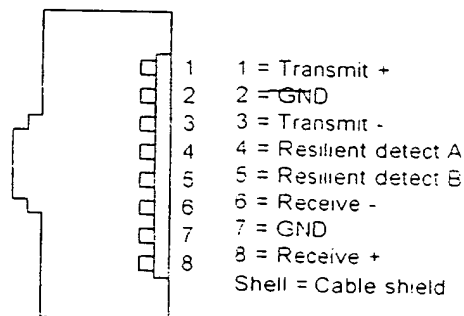 1 1 = Transmit +
2 2 = GND
3 3 = Transmit -
4 4 = Resilient detect A
5 5 = Resilient detect B
6 6 = Receive -
7 7 = GND
8 8 = Receive +
Shell = Cable shield